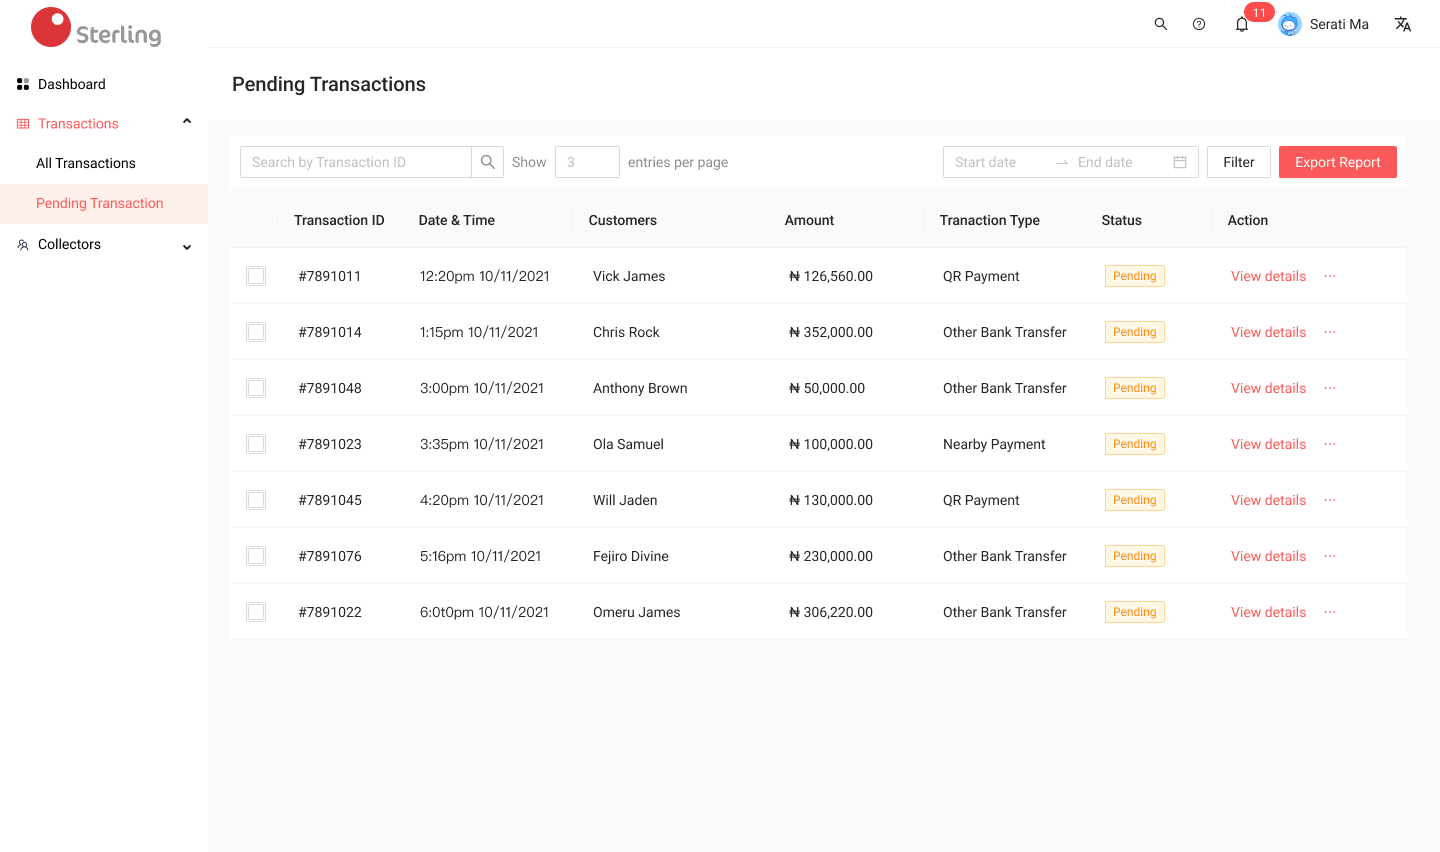 Sterling
11
Serati Ma
Dashboard
Transactions
All Transactions
Pending Transaction
Collectors
Pending Transactions
Search by Transaction ID Show 3 entries per page Start date End date Filter Export Report
Transaction ID Date & Time Customers Amount Tranaction Type Status Action
#7891011 12:20pm 10/11/2021 Vick James ₦ 126,560.00 QR Payment Pending View details ···
#7891014 1:15pm 10/11/2021 Chris Rock ₦ 352,000.00 Other Bank Transfer Pending View details ···
#7891048 3:00pm 10/11/2021 Anthony Brown ₦ 50,000.00 Other Bank Transfer Pending View details ···
#7891023 3:35pm 10/11/2021 Ola Samuel ₦ 100,000.00 Nearby Payment Pending View details ···
#7891045 4:20pm 10/11/2021 Will Jaden ₦ 130,000.00 QR Payment Pending View details ···
#7891076 5:16pm 10/11/2021 Fejiro Divine ₦ 230,000.00 Other Bank Transfer Pending View details ···
#7891022 6:0t0pm 10/11/2021 Omeru James ₦ 306,220.00 Other Bank Transfer Pending View details ···